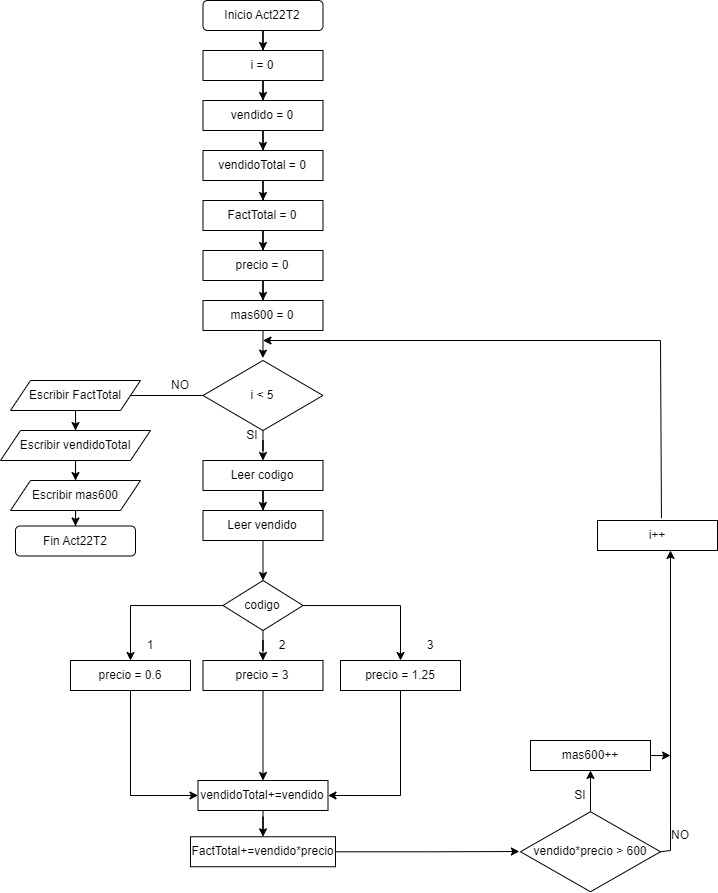 Inicio Act22T2
i = 0
vendido = 0
vendidoTotal = 0
FactTotal = 0
precio = 0
mas600 = 0
i < 5
NO
Escribir FactTotal
Escribir vendidoTotal
Escribir mas600
Fin Act22T2
SI
Leer codigo
Leer vendido
codigo
1
2
3
precio = 0.6
precio = 3
precio = 1.25
vendidoTotal+=vendido
FactTotal+=vendido*precio
vendido*precio > 600
SI
NO
mas600++
i++